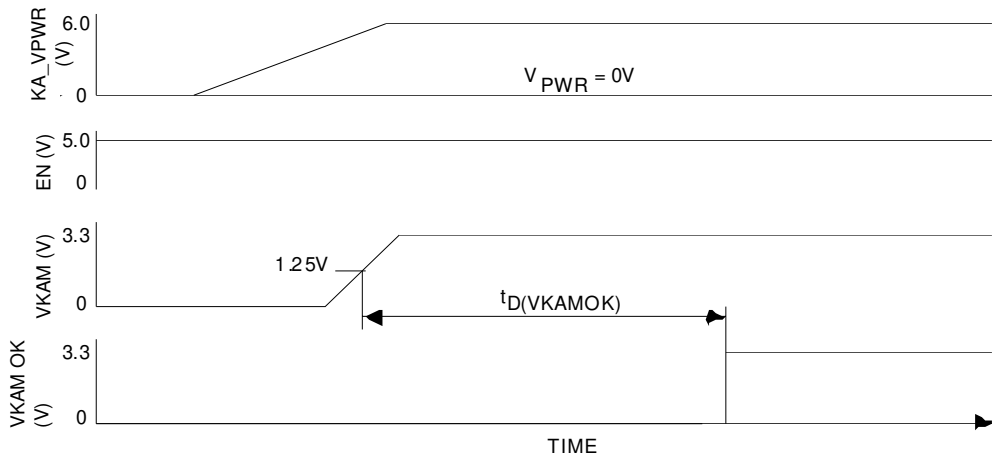 KA_VPWR
(V)
6.0
0
V PWR = 0V
EN (V)
5.0
0
VKAM (V)
3.3
0
1.25V
tD(VKAMOK)
VKAM OK
(V)
3.3
0
TIME